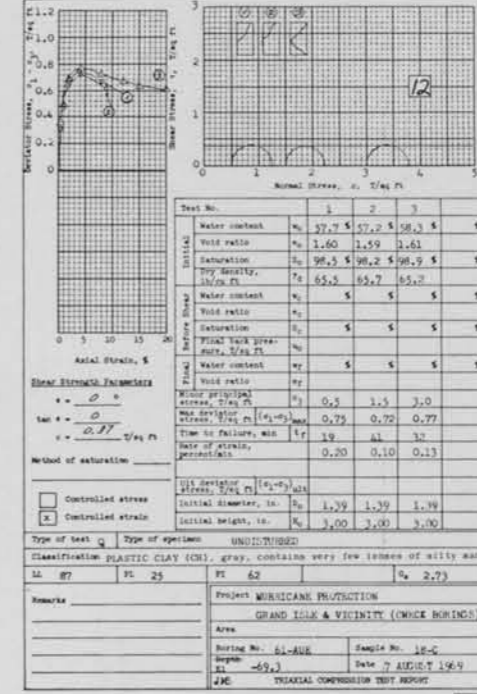 1.2
1.0
0.8
0.6
0.4
0.2
0
0 5 10 15 20
Axial Strain, %
Deviator Stress, σ1 - σ3, T/sq ft
Shear Stress, τ, T/sq ft
3
2
1
0
0 1 2 3 4 5
12
Normal Stress, σ, T/sq ft
Shear Strength Parameters
φ = 0 °
tan φ = 0
c = 0.37 T/sq ft
Method of saturation
Controlled stress
x Controlled strain
Test No. 1 2 3
Initial
Water content wo 57.7 % 57.2 % 58.3 % %
Void ratio eo 1.60 1.59 1.61
Saturation So 98.5 % 98.2 % 98.9 % %
Dry density, lb/cu ft γd 65.5 65.7 65.2
Before Shear
Water content wc % % % %
Void ratio ec
Saturation Sc % % % %
Final back pressure, T/sq ft uo
Final
Water content wf % % % %
Void ratio ef
Minor principal stress, T/sq ft σ3 0.5 1.5 3.0
Max deviator stress, T/sq ft (σ1-σ3)max 0.75 0.72 0.77
Time to failure, min tf 19 41 32
Rate of strain, percent/min 0.20 0.10 0.13
Ult deviator stress, T/sq ft (σ1-σ3)ult
Initial diameter, in. Do 1.39 1.39 1.39
Initial height, in. Ho 3.00 3.00 3.00
Type of test Q Type of specimen UNDISTURBED
Classification PLASTIC CLAY (CH), gray, contains very few lenses of silty
LL 87 PL 25 PI 62 Gs 2.73
Remarks
Project HURRICANE PROTECTION
GRAND ISLE & VICINITY (CHECK BORINGS)
Area
Boring No. 61-AUE Sample No. 18-C
Depth El -69.3 Date 7 AUGUST 1969
JMS TRIAXIAL COMPRESSION TEST REPORT